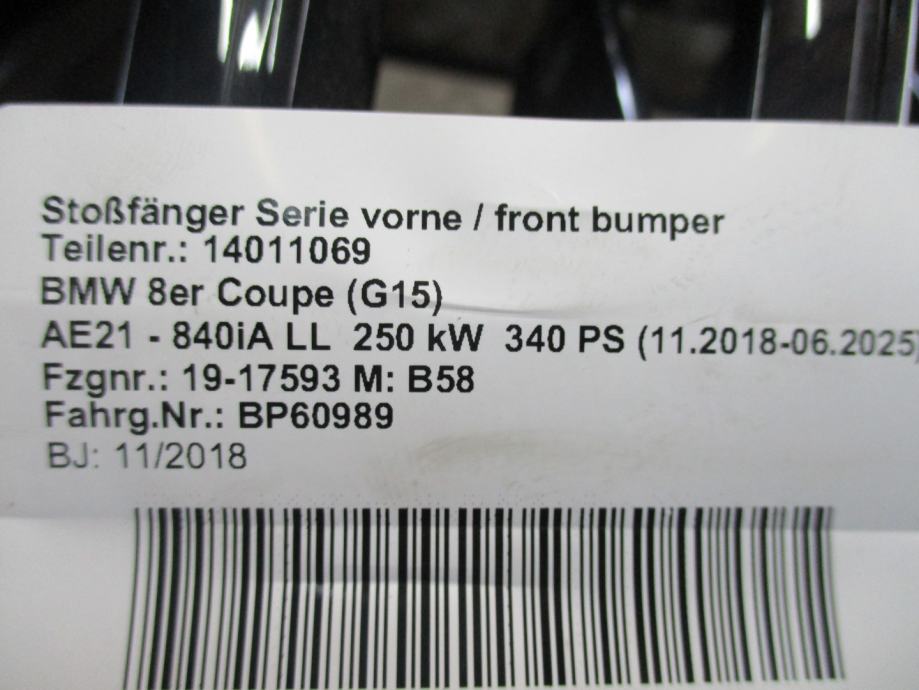 Stoßfänger Serie vorne / front bumper
Teilenr.: 14011069
BMW 8er Coupe (G15)
AE21 - 840iA LL 250 kW 340 PS (11.2018-06.2025)
Fzgnr.: 19-17593 M: B58
Fahrg.Nr.: BP60989
BJ: 11/2018